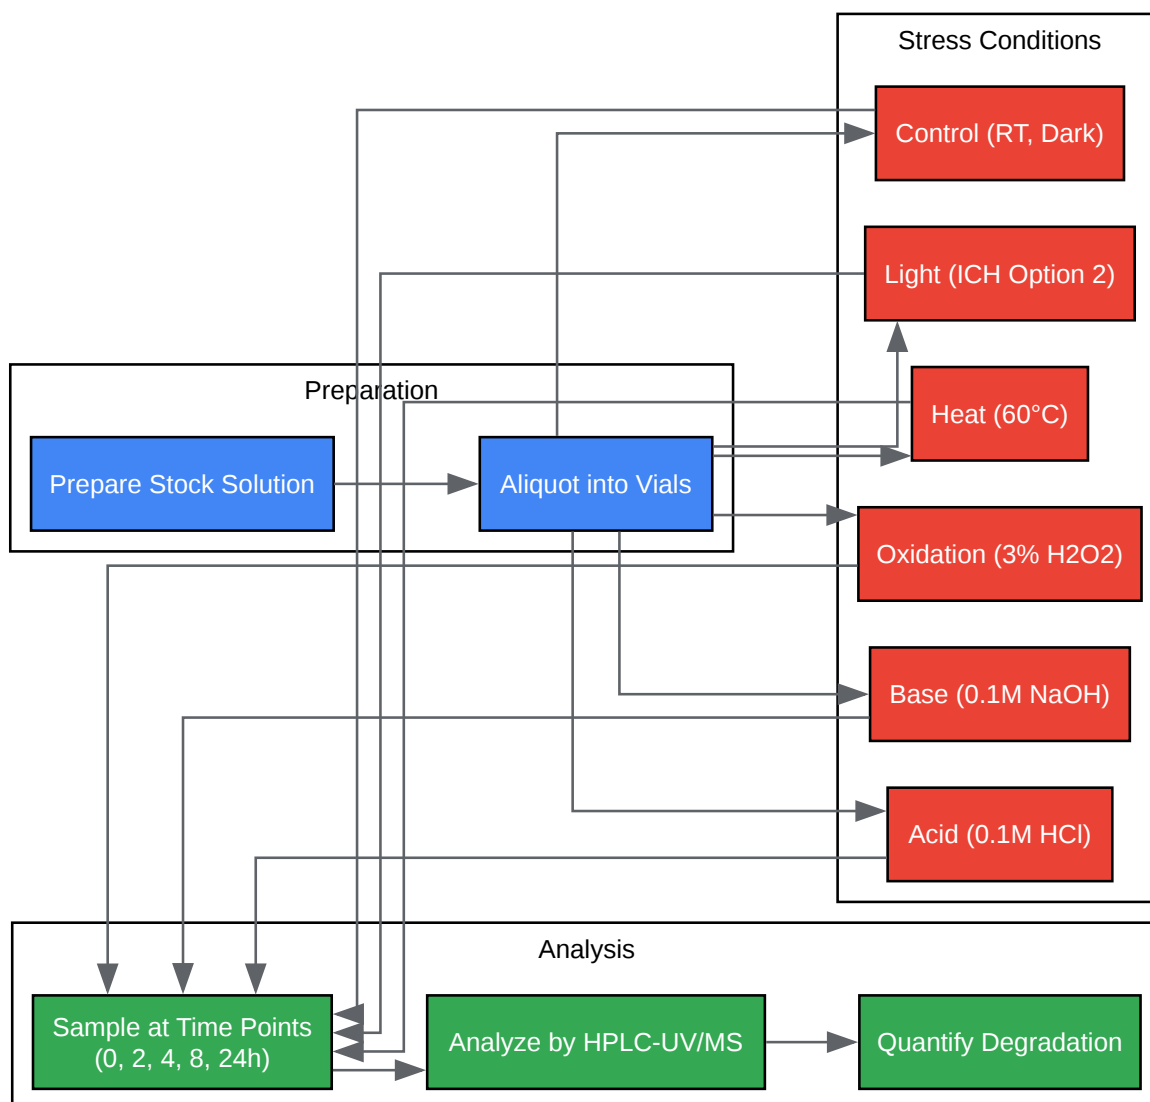 Stress Conditions
Control (RT, Dark)
Light (ICH Option 2)
Heat (60°C)
Oxidation (3% H2O2)
Base (0.1M NaOH)
Acid (0.1M HCl)
Preparation
Prepare Stock Solution
Aliquot into Vials
Analysis
Sample at Time Points
(0, 2, 4, 8, 24h)
Analyze by HPLC-UV/MS
Quantify Degradation